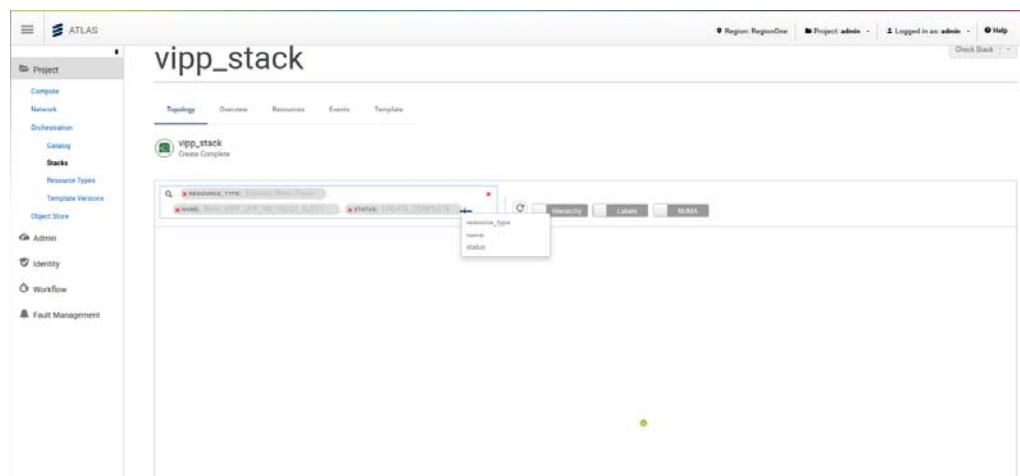 ATLAS
Region: RegionOne
Project: admin
Logged in as: admin
Help
Project
Compute
Network
Orchestration
Catalog
Stacks
Resource Types
Template Versions
Object Store
Admin
Identity
Workflow
Fault Management
vipp_stack
Check Stack
Topology Overview Resources Events Template
vipp_stack
Create Complete
RESOURCE_TYPE:
NAME:
STATUS: CREATE_COMPLETE
Hierarchy Labels NUMA
resource_type
name
status